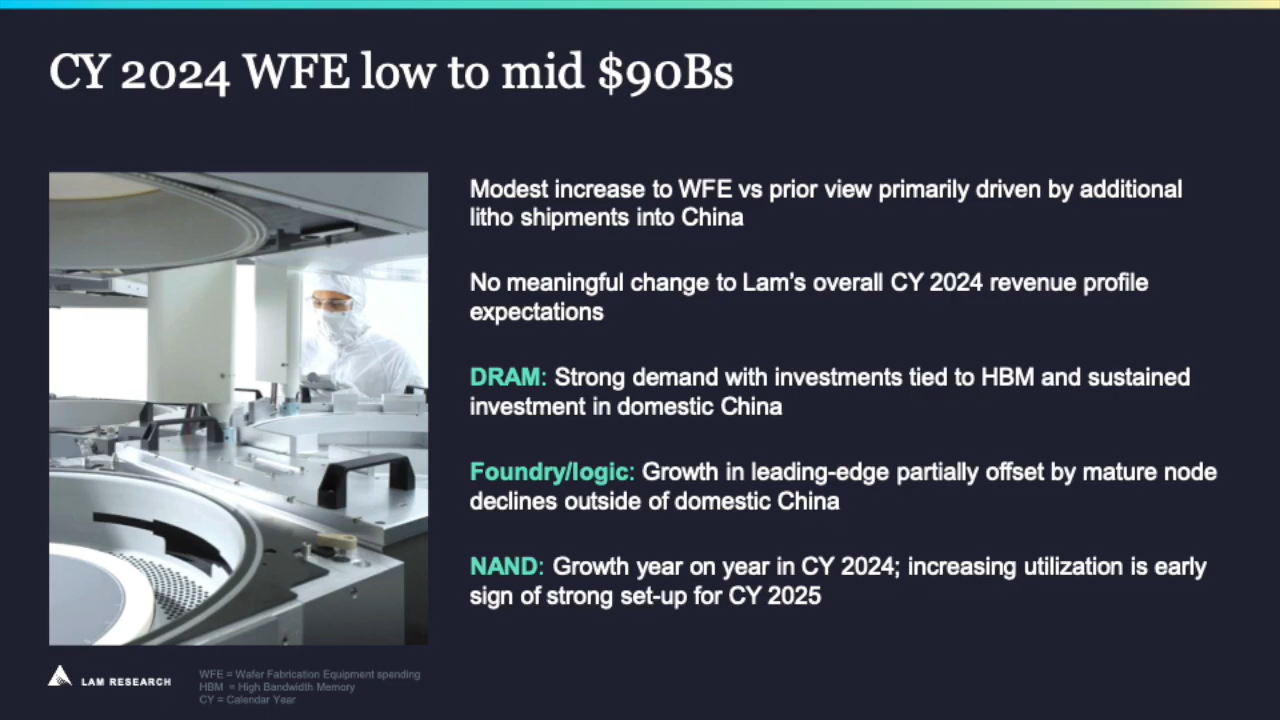 CY 2024 WFE low to mid $90Bs
Modest increase to WFE vs prior view primarily driven by additional
litho shipments into China
No meaningful change to Lam’s overall CY 2024 revenue profile
expectations
DRAM: Strong demand with investments tied to HBM and sustained
investment in domestic China
Foundry/logic: Growth in leading-edge partially offset by mature node
declines outside of domestic China
NAND: Growth year on year in CY 2024; increasing utilization is early
sign of strong set-up for CY 2025
LAM RESEARCH
WFE = Wafer Fabrication Equipment spending
HBM = High Bandwidth Memory
CY = Calendar Year